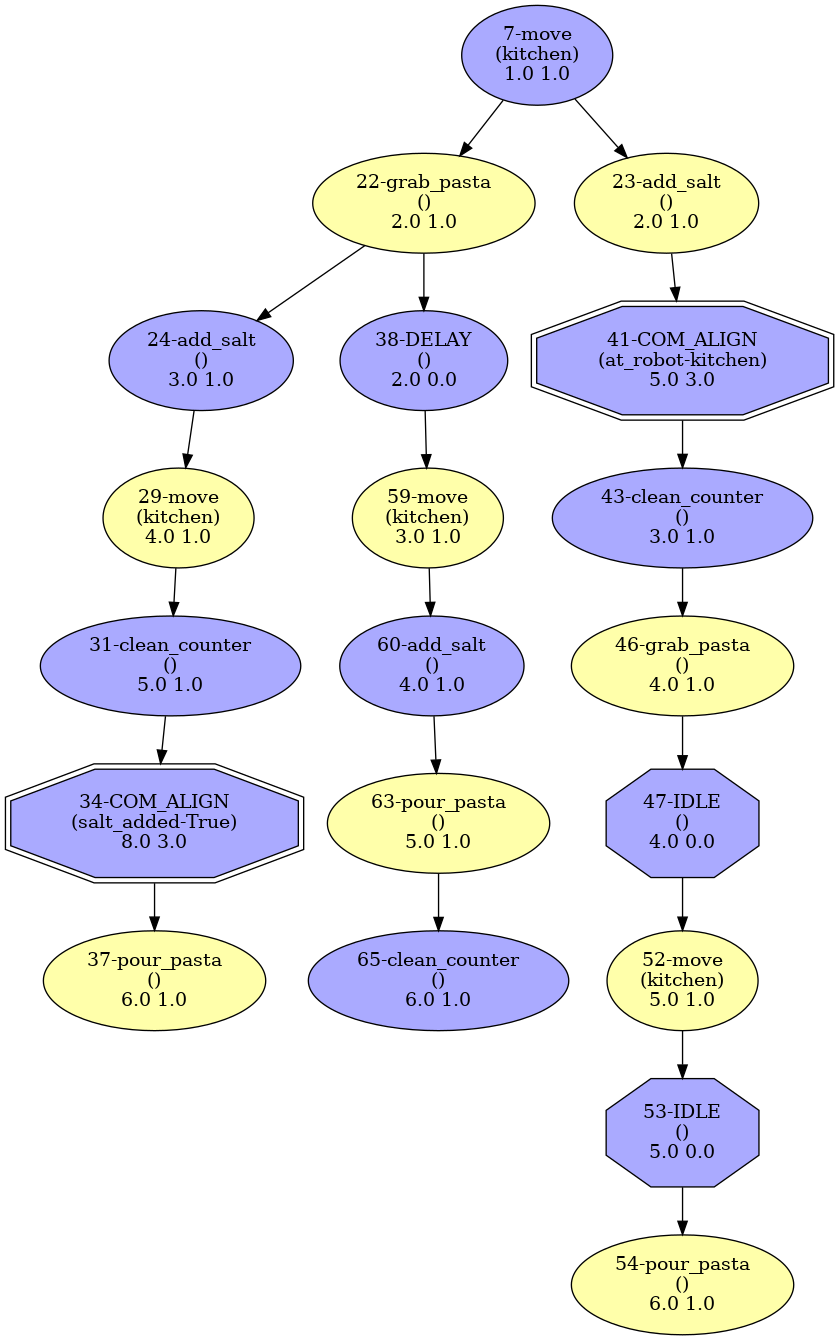 7-move
(kitchen)
1.0 1.0
22-grab_pasta
()
2.0 1.0
23-add_salt
()
2.0 1.0
24-add_salt
()
3.0 1.0
38-DELAY
()
2.0 0.0
41-COM_ALIGN
(at_robot-kitchen)
5.0 3.0
29-move
(kitchen)
4.0 1.0
59-move
(kitchen)
3.0 1.0
43-clean_counter
()
3.0 1.0
31-clean_counter
()
5.0 1.0
60-add_salt
()
4.0 1.0
46-grab_pasta
()
4.0 1.0
34-COM_ALIGN
(salt_added-True)
8.0 3.0
63-pour_pasta
()
5.0 1.0
47-IDLE
()
4.0 0.0
37-pour_pasta
()
6.0 1.0
65-clean_counter
()
6.0 1.0
52-move
(kitchen)
5.0 1.0
53-IDLE
()
5.0 0.0
54-pour_pasta
()
6.0 1.0